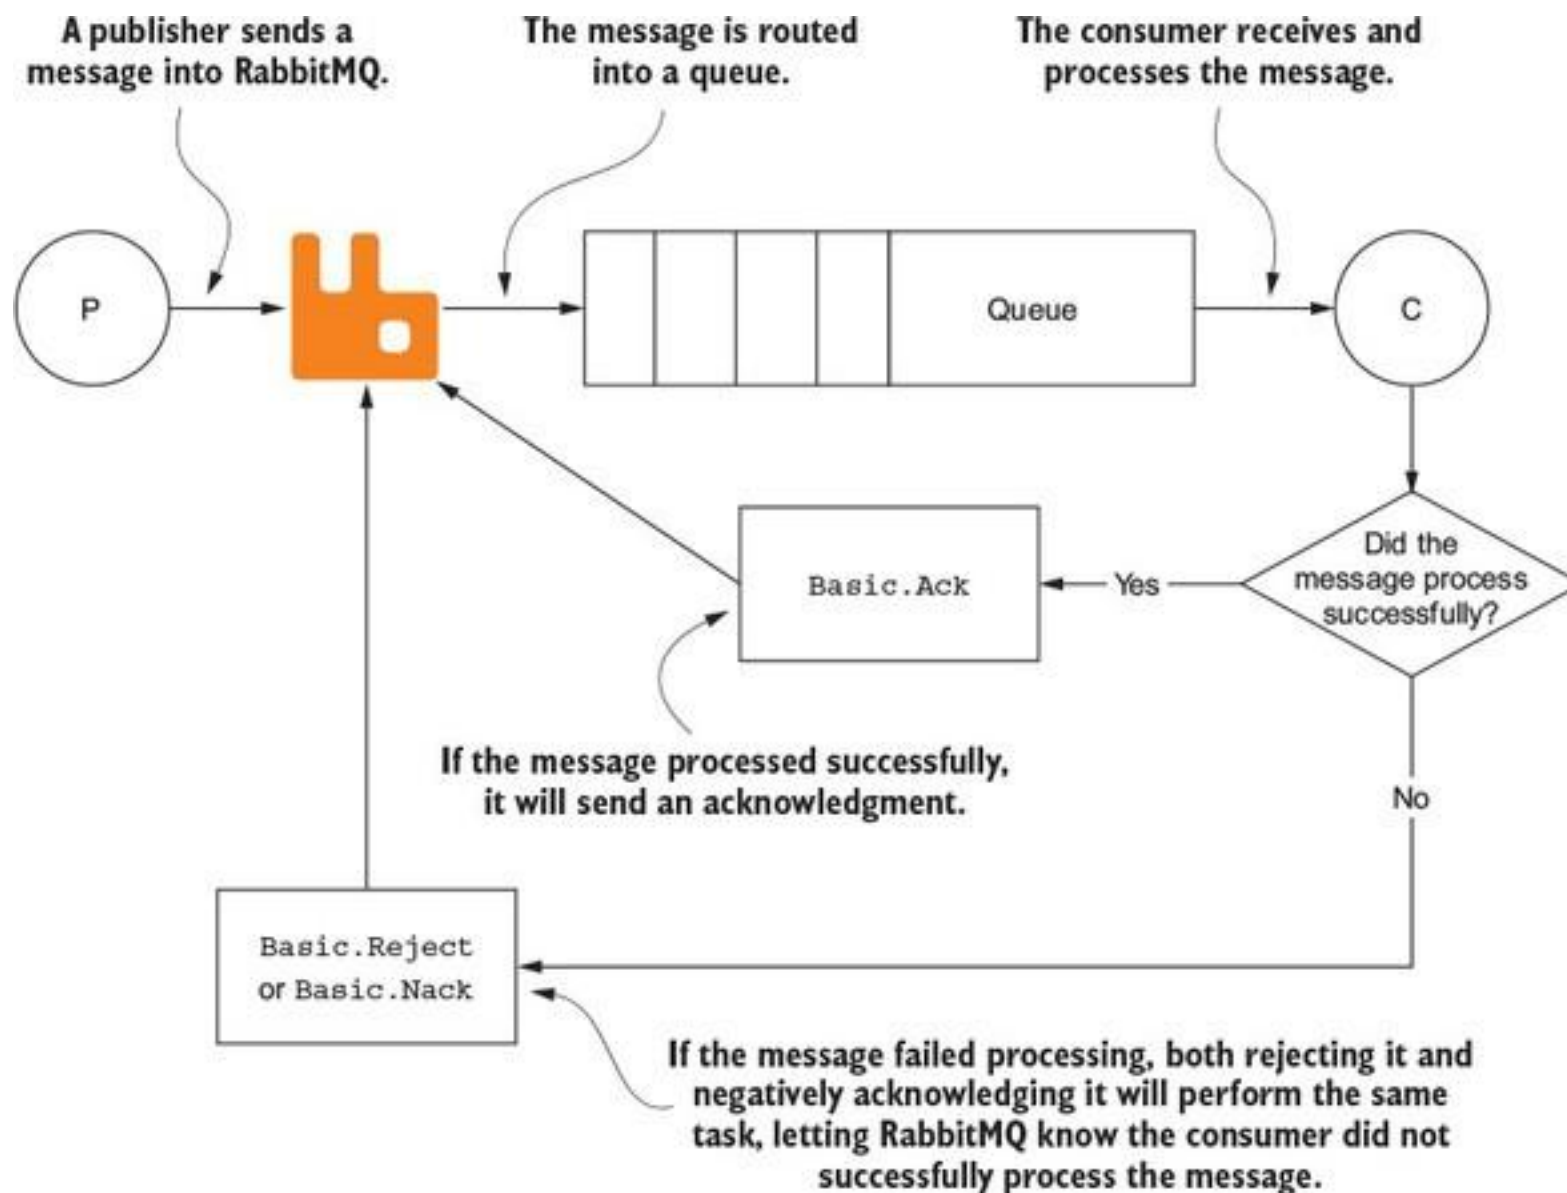 A publisher sends a
message into RabbitMQ.
The message is routed
into a queue.
The consumer receives and
processes the message.
P
Queue
C
Did the
message process
successfully?
Yes
Basic.Ack
If the message processed successfully,
it will send an acknowledgment.
No
Basic.Reject
or Basic.Nack
If the message failed processing, both rejecting it and
negatively acknowledging it will perform the same
task, letting RabbitMQ know the consumer did not
successfully process the message.